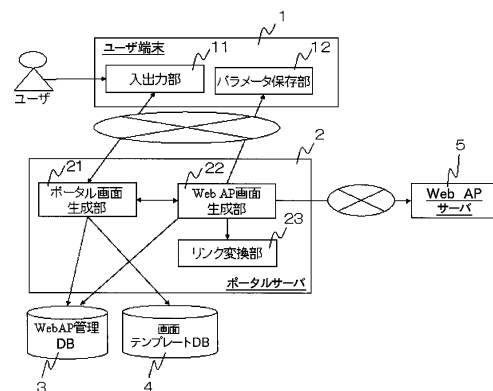 1
ユーザ端末
11
12
入出力部
パラメータ保存部
ユーザ
2
21
22
ポータル画面
生成部
Web AP画面
生成部
5
Web AP
サーバ
23
リンク変換部
ポータルサーバ
WebAP管理
DB
画面
テンプレートDB
3
4